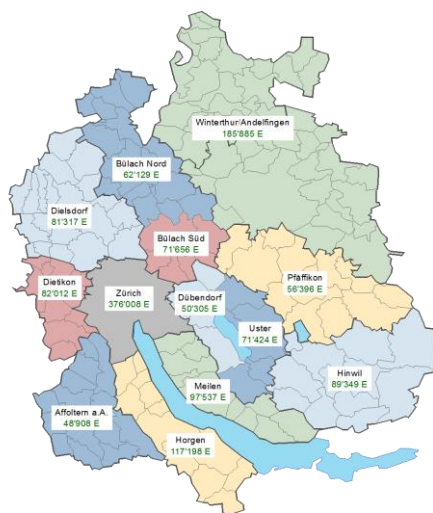 Winterthur/Andelfingen
185'885 E
Bülach Nord
62'129 E
Dielsdorf
81'317 E
Bülach Süd
71'656 E
Dietikon
82'012 E
Zürich
376'008 E
Dübendorf
50'305 E
Pfäffikon
56'396 E
Uster
71'424 E
Hinwil
89'349 E
Meilen
97'537 E
Affoltern a.A.
48'908 E
Horgen
117'198 E